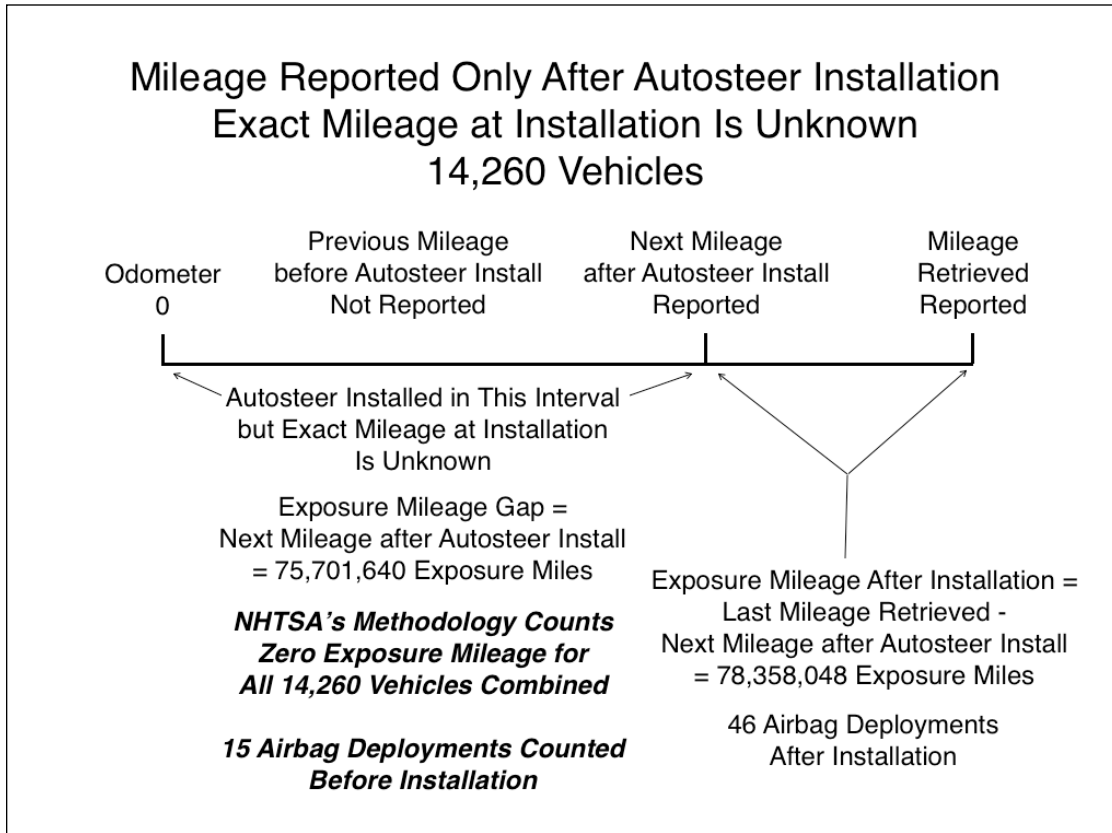 Mileage Reported Only After Autosteer Installation
Exact Mileage at Installation Is Unknown
14,260 Vehicles
Odometer
0
Previous Mileage
before Autosteer Install
Not Reported
Next Mileage
after Autosteer Install
Reported
Mileage
Retrieved
Reported
Autosteer Installed in This Interval
but Exact Mileage at Installation
Is Unknown
Exposure Mileage Gap =
Next Mileage after Autosteer Install
= 75,701,640 Exposure Miles
NHTSA's Methodology Counts
Zero Exposure Mileage for
All 14,260 Vehicles Combined
15 Airbag Deployments Counted
Before Installation
Exposure Mileage After Installation =
Last Mileage Retrieved -
Next Mileage after Autosteer Install
= 78,358,048 Exposure Miles
46 Airbag Deployments
After Installation